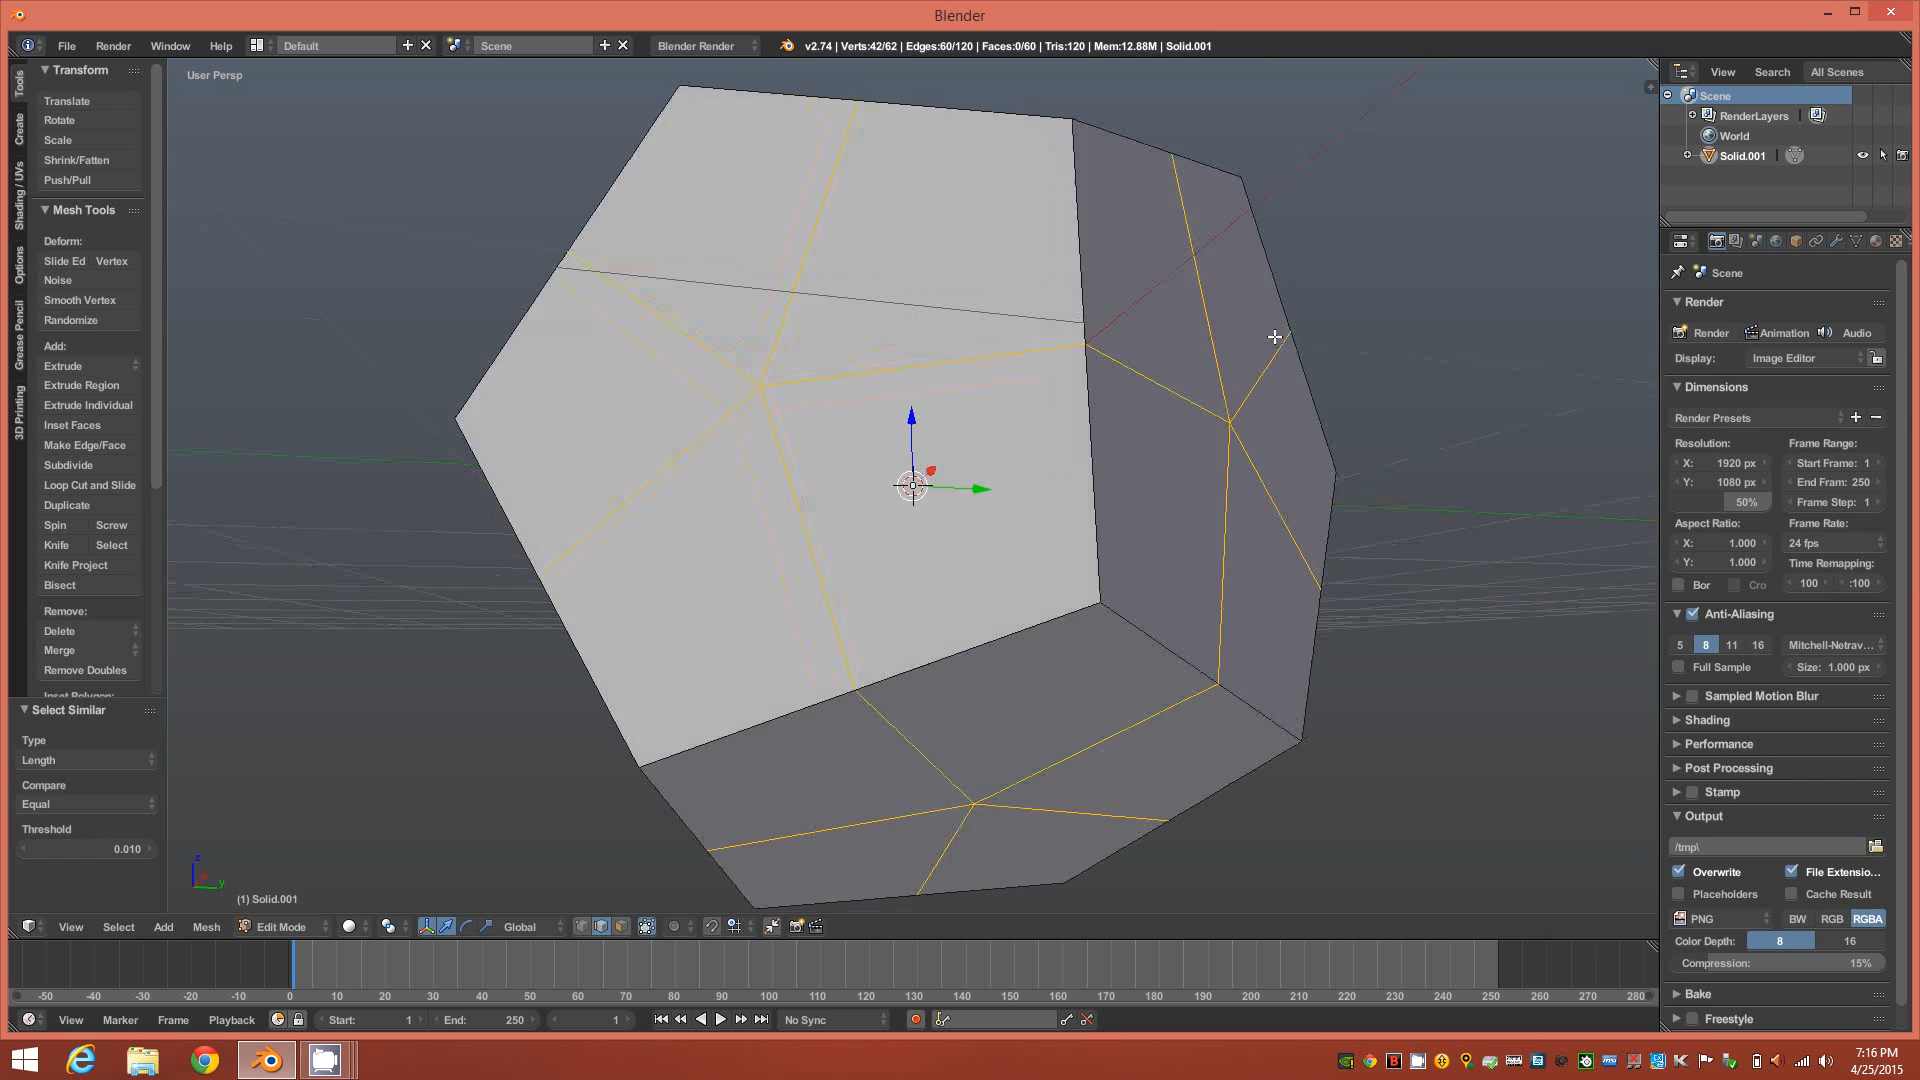 Blender
File Render Window Help Default Scene Blender Render v2.74 | Verts:42/62 | Edges:60/120 | Faces:0/60 | Tris:120 | Mem:12.88M | Solid.001
Tools
Create
Shading / UVs
Options
Grease Pencil
3D Printing
Transform
Translate
Rotate
Scale
Shrink/Fatten
Push/Pull
Mesh Tools
Deform:
Slide Ed Vertex
Noise
Smooth Vertex
Randomize
Add:
Extrude
Extrude Region
Extrude Individual
Inset Faces
Make Edge/Face
Subdivide
Loop Cut and Slide
Duplicate
Spin Screw
Knife Select
Knife Project
Bisect
Remove:
Delete
Merge
Remove Doubles
Inset Polygon:
Select Similar
Type
Length
Compare
Equal
Threshold
0.010
User Persp
z
x
y
(1) Solid.001
View Select Add Mesh Edit Mode Global
-50 -40 -30 -20 -10 0 10 20 30 40 50 60 70 80 90 100 110 120 130 140 150 160 170 180 190 200 210 220 230 240 250 260 270 280
View Marker Frame Playback Start: 1 End: 250 1 No Sync
View Search All Scenes
Scene
RenderLayers
World
Solid.001
Scene
Render
Render Animation Audio
Display: Image Editor
Dimensions
Render Presets
Resolution: Frame Range:
X: 1920 px Start Frame: 1
Y: 1080 px End Fram: 250
50% Frame Step: 1
Aspect Ratio: Frame Rate:
X: 1.000 24 fps
Y: 1.000 Time Remapping:
Bor Cro 100 :100
Anti-Aliasing
5 8 11 16 Mitchell-Netrav...
Full Sample Size: 1.000 px
Sampled Motion Blur
Shading
Performance
Post Processing
Stamp
Output
/tmp\
Overwrite File Extensio...
Placeholders Cache Result
PNG BW RGB RGBA
Color Depth: 8 16
Compression: 15%
Bake
Freestyle
7:16 PM
4/25/2015